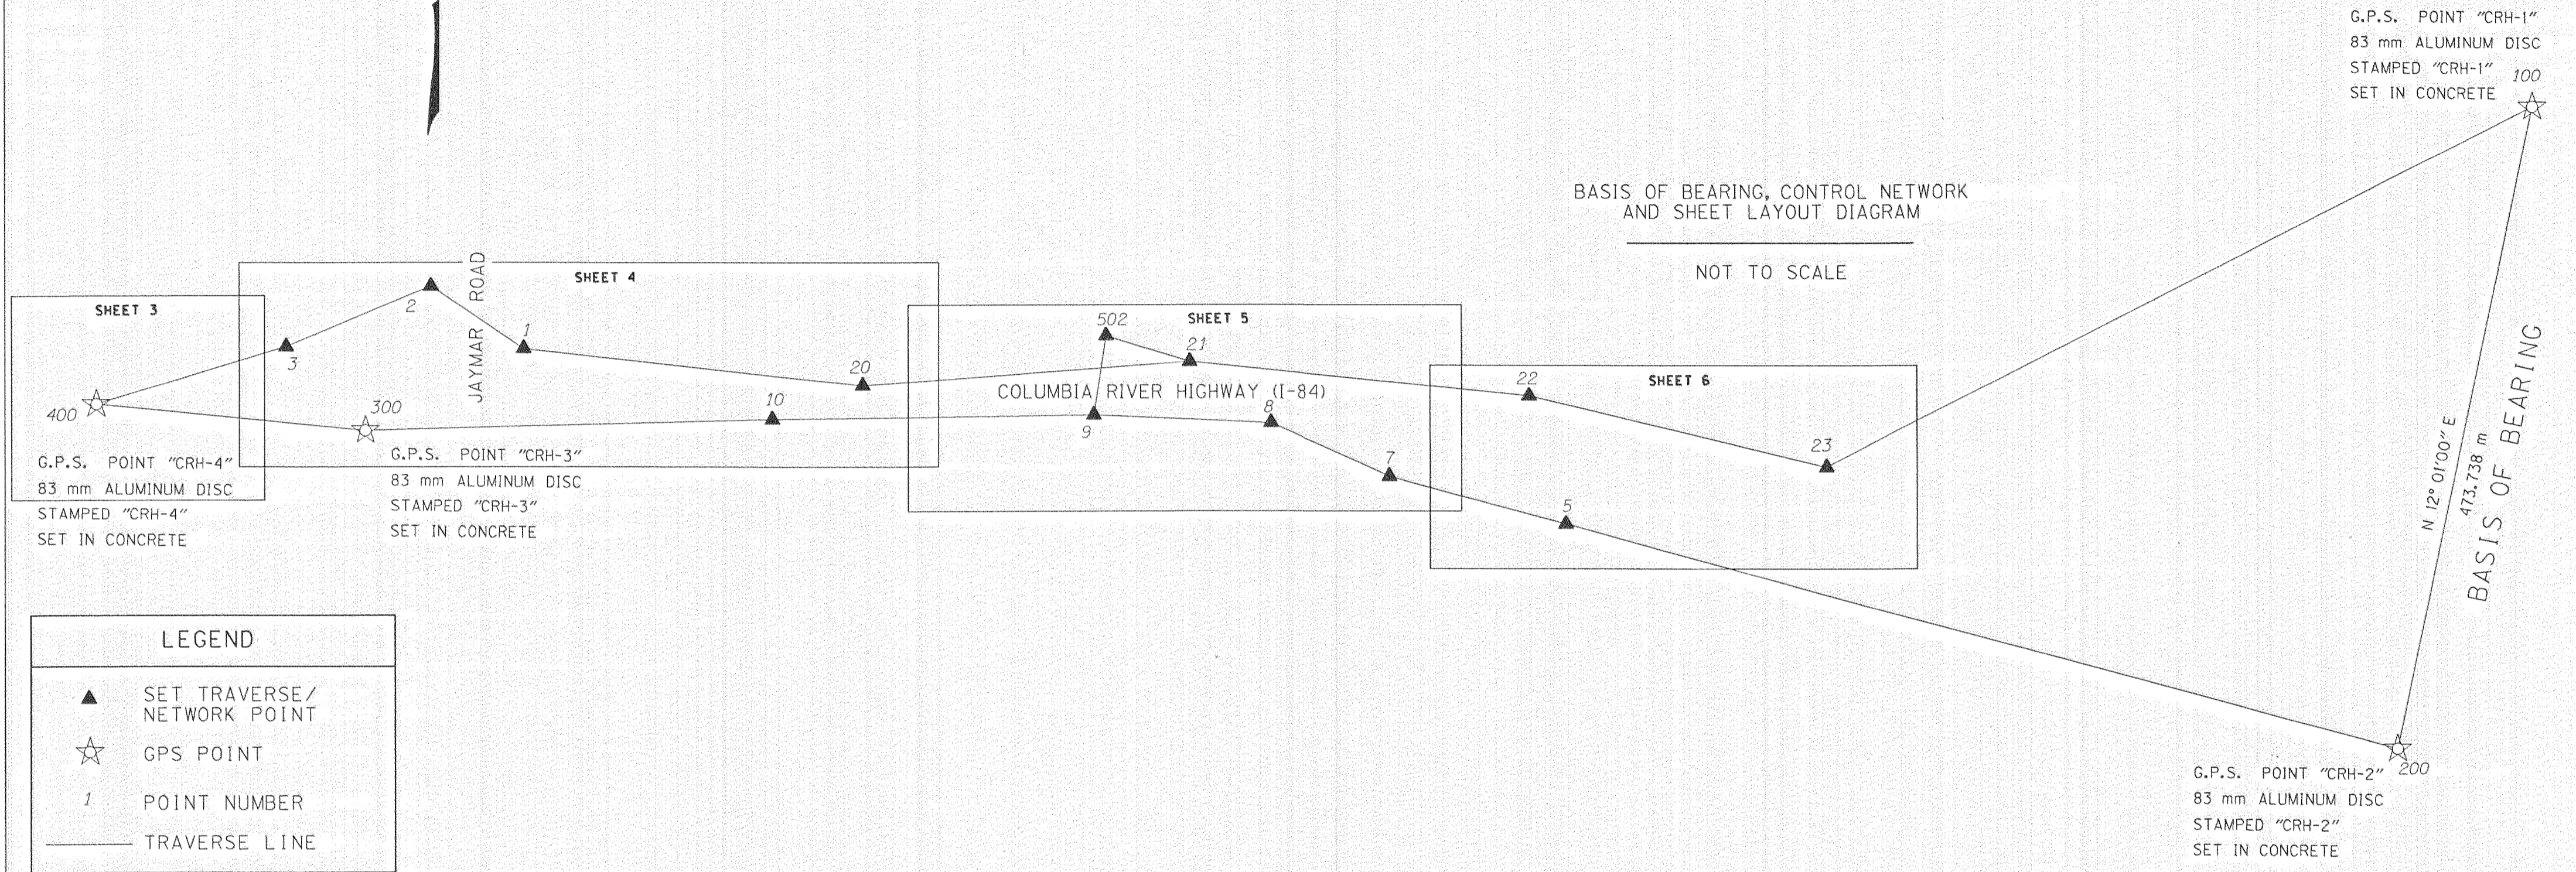 G.P.S. POINT "CRH-1"
83 mm ALUMINUM DISC
STAMPED "CRH-1"
SET IN CONCRETE
100
BASIS OF BEARING, CONTROL NETWORK
AND SHEET LAYOUT DIAGRAM
NOT TO SCALE
SHEET 3
SHEET 4
SHEET 5
SHEET 6
JAYMAR ROAD
2
1
3
20
10
300
400
502
21
COLUMBIA RIVER HIGHWAY (I-84)
9
8
7
22
23
5
G.P.S. POINT "CRH-4"
83 mm ALUMINUM DISC
STAMPED "CRH-4"
SET IN CONCRETE
G.P.S. POINT "CRH-3"
83 mm ALUMINUM DISC
STAMPED "CRH-3"
SET IN CONCRETE
N 12° 01'00" E
473.738 m
BASIS OF BEARING
LEGEND
SET TRAVERSE/
NETWORK POINT
GPS POINT
1 POINT NUMBER
TRAVERSE LINE
G.P.S. POINT "CRH-2"
83 mm ALUMINUM DISC
STAMPED "CRH-2"
SET IN CONCRETE
200